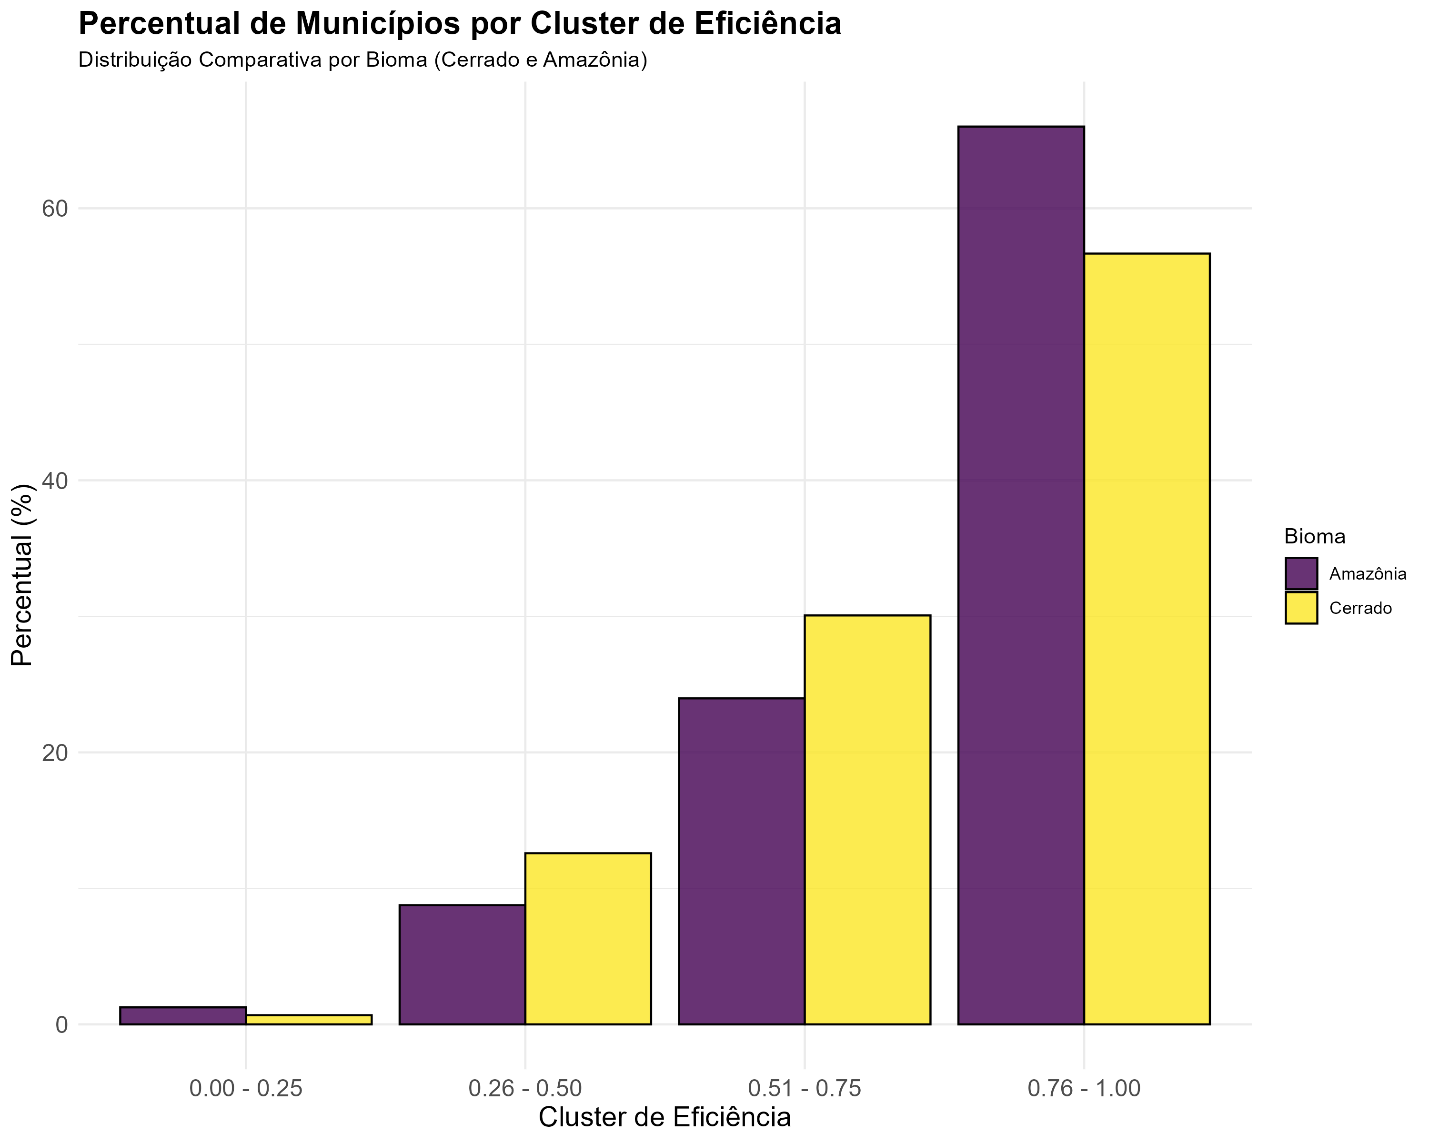 Percentual de Municípios por Cluster de Eficiência
Distribuição Comparativa por Bioma (Cerrado e Amazônia)
Percentual (%)
60
40
20
0
0.00 - 0.25
0.26 - 0.50
0.51 - 0.75
0.76 - 1.00
Cluster de Eficiência
Bioma
Amazônia
Cerrado